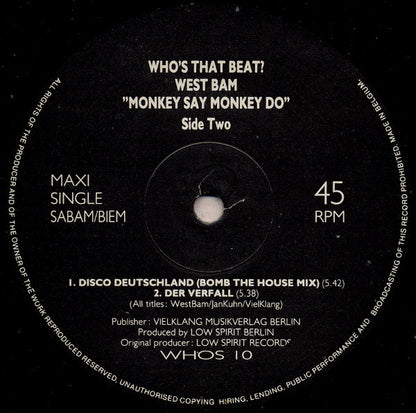 WHO'S THAT BEAT?
WEST BAM
"MONKEY SAY MONKEY DO"
Side Two
MAXI
SINGLE
SABAM/BIEM
45
RPM
1. DISCO DEUTSCHLAND (BOMB THE HOUSE MIX) (5.42)
2. DER VERFALL (5.38)
(All titles: WestBam/JanKuhn/VielKlang)
Publisher : VIELKLANG MUSIKVERLAG BERLIN
Produced by LOW SPIRIT BERLIN
Original producer : LOW SPIRIT RECORDS
WHOS 10
ALL RIGHTS OF THE PRODUCER AND OF THE OWNER OF THE WORK REPRODUCED RESERVED, UNAUTHORISED COPYING HIRING, LENDING, PUBLIC PERFORMANCE AND BROADCASTING OF THIS RECORD PROHIBITED. MADE IN BELGIUM.